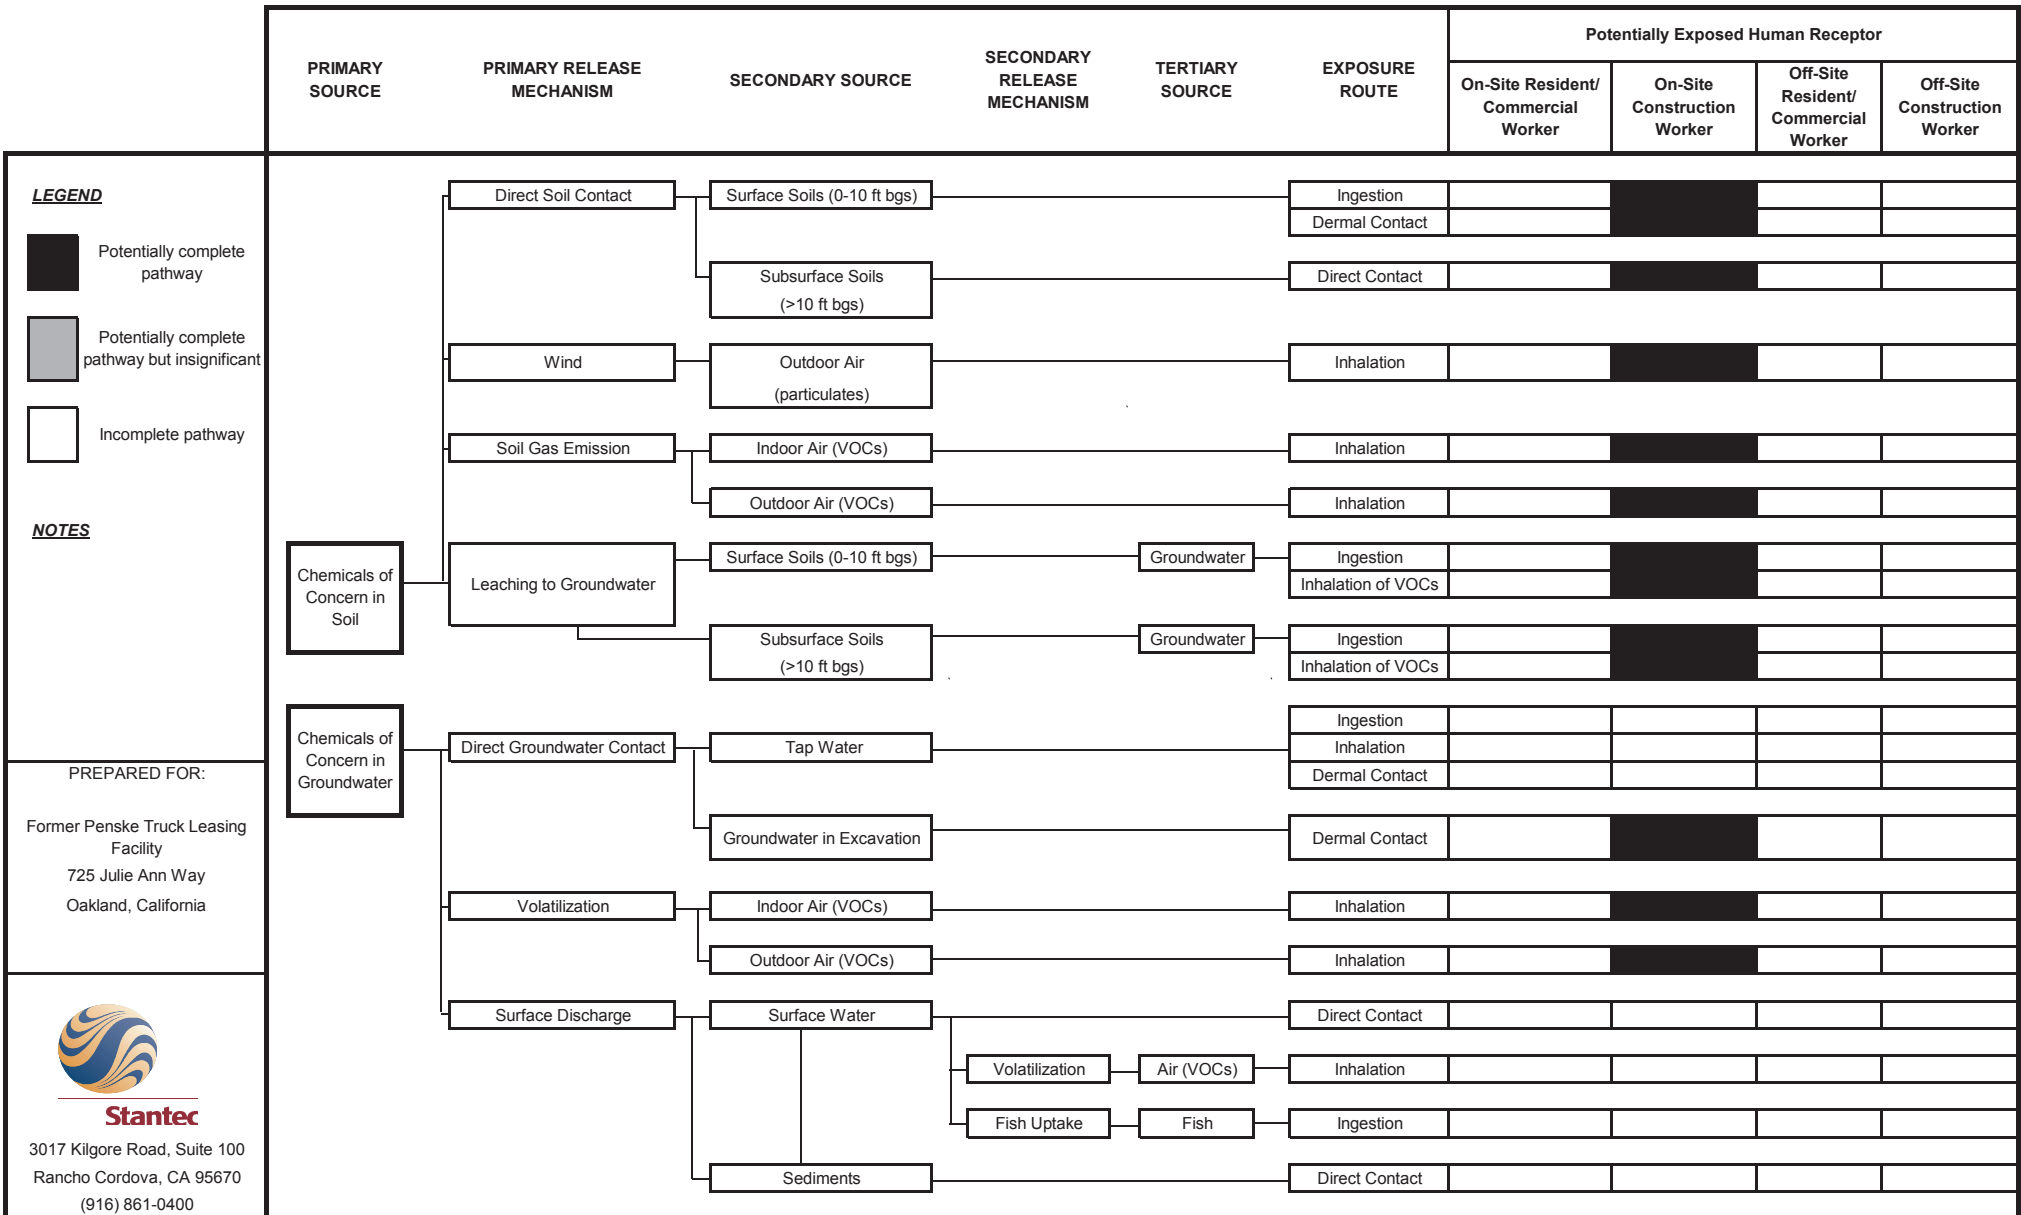 PRIMARY
SOURCE
PRIMARY RELEASE
MECHANISM
SECONDARY SOURCE
SECONDARY
RELEASE
MECHANISM
TERTIARY
SOURCE
EXPOSURE
ROUTE
Potentially Exposed Human Receptor
On-Site Resident/
Commercial
Worker
On-Site
Construction
Worker
Off-Site
Resident/
Commercial
Worker
Off-Site
Construction
Worker
LEGEND
Potentially complete
pathway
Potentially complete
pathway but insignificant
Incomplete pathway
NOTES
PREPARED FOR:
Former Penske Truck Leasing
Facility
725 Julie Ann Way
Oakland, California
Stantec
3017 Kilgore Road, Suite 100
Rancho Cordova, CA 95670
(916) 861-0400
Chemicals of
Concern in
Soil
Direct Soil Contact
Surface Soils (0-10 ft bgs)
Ingestion
Dermal Contact
Subsurface Soils
(>10 ft bgs)
Direct Contact
Wind
Outdoor Air
(particulates)
Inhalation
Soil Gas Emission
Indoor Air (VOCs)
Inhalation
Outdoor Air (VOCs)
Inhalation
Leaching to Groundwater
Surface Soils (0-10 ft bgs)
Groundwater
Ingestion
Inhalation of VOCs
Subsurface Soils
(>10 ft bgs)
Groundwater
Ingestion
Inhalation of VOCs
Chemicals of
Concern in
Groundwater
Direct Groundwater Contact
Tap Water
Ingestion
Inhalation
Dermal Contact
Groundwater in Excavation
Dermal Contact
Volatilization
Indoor Air (VOCs)
Inhalation
Outdoor Air (VOCs)
Inhalation
Surface Discharge
Surface Water
Direct Contact
Volatilization
Air (VOCs)
Inhalation
Fish Uptake
Fish
Ingestion
Sediments
Direct Contact